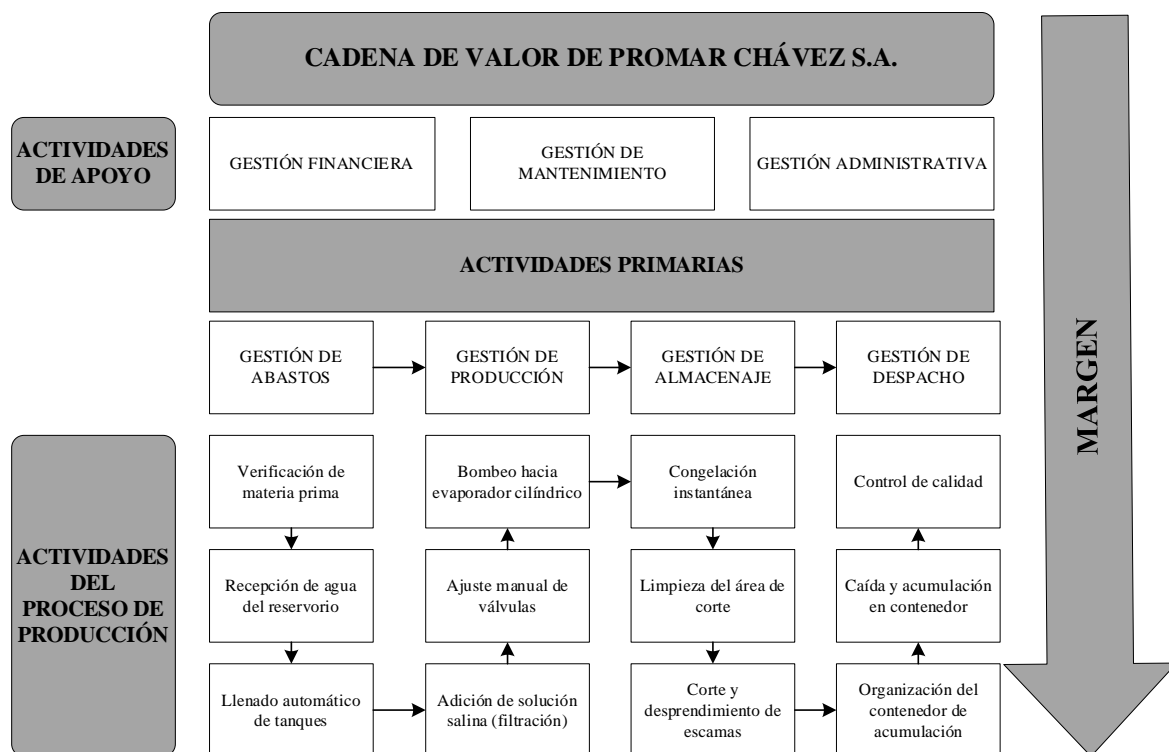 CADENA DE VALOR DE PROMAR CHÁVEZ S.A.
ACTIVIDADES
DE APOYO
GESTIÓN FINANCIERA
GESTIÓN DE
MANTENIMIENTO
GESTIÓN ADMINISTRATIVA
ACTIVIDADES PRIMARIAS
GESTIÓN DE
ABASTOS
GESTIÓN DE
PRODUCCIÓN
GESTIÓN DE
ALMACENAJE
GESTIÓN DE
DESPACHO
MARGEN
ACTIVIDADES
DEL
PROCESO DE
PRODUCCIÓN
Verificación de
materia prima
Bombeo hacia
evaporador cilíndrico
Congelación
instantánea
Control de calidad
Recepción de agua
del reservorio
Ajuste manual de
válvulas
Limpieza del área de
corte
Caída y acumulación
en contenedor
Llenado automático
de tanques
Adición de solución
salina (filtración)
Corte y
desprendimiento de
escamas
Organización del
contenedor de
acumulación